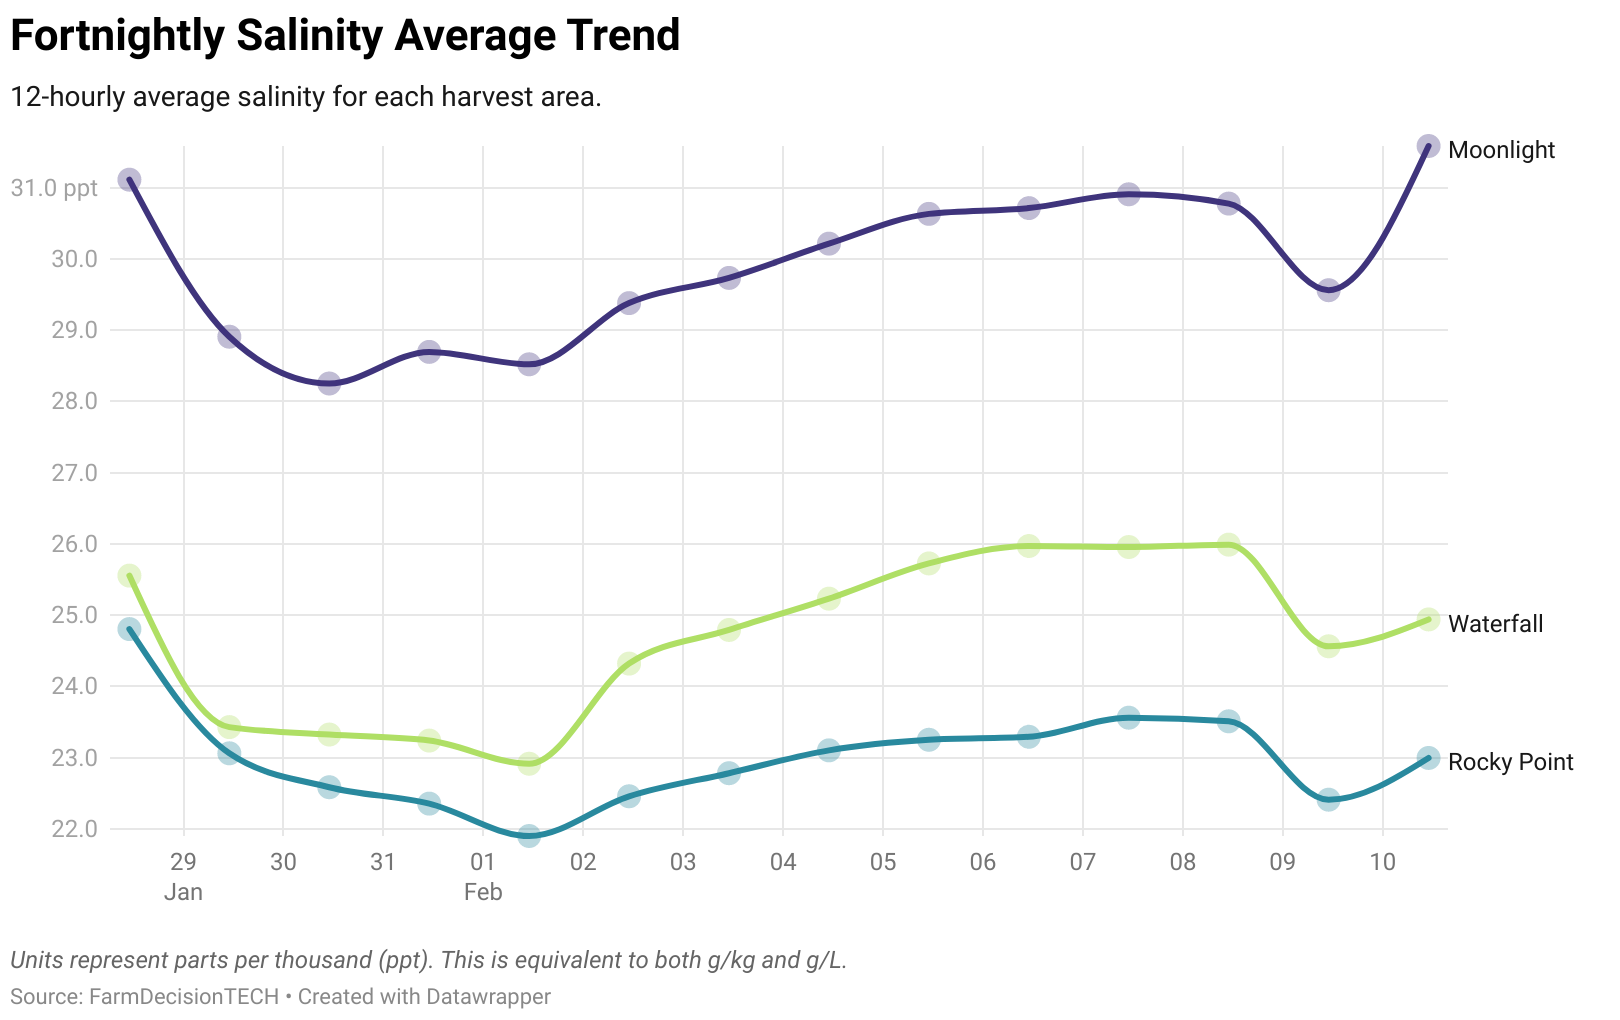 Fortnightly Salinity Average Trend
12-hourly average salinity for each harvest area.
Moonlight
31.0 ppt
30.0
29.0
28.0
27.0
26.0
25.0
Waterfall
24.0
23.0
Rocky Point
22.0
29 30 31 01 02 03 04 05 06 07 08 09 10
Jan Feb
Units represent parts per thousand (ppt). This is equivalent to both g/kg and g/L.
Source: FarmDecisionTECH • Created with Datawrapper